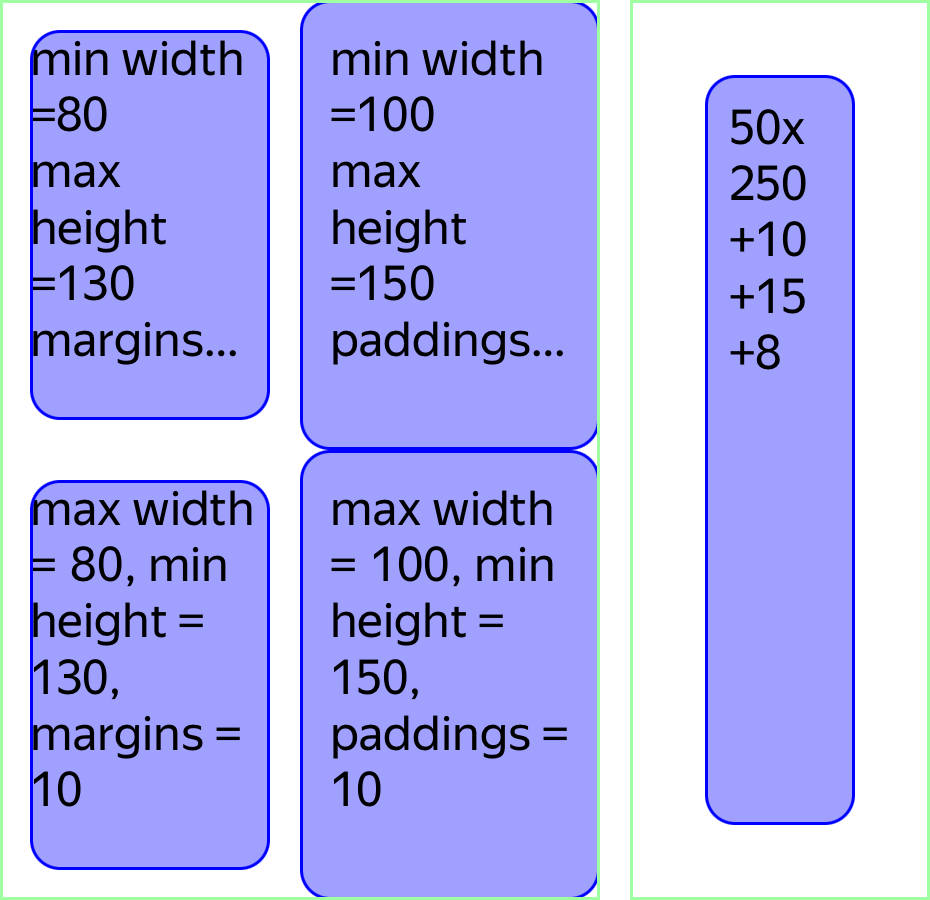 min width
=80
max
height
=130
margins...
min width
=100
max
height
=150
paddings...
max width
= 80, min
height =
130,
margins =
10
max width
= 100, min
height =
150,
paddings =
10
50x
250
+10
+15
+8